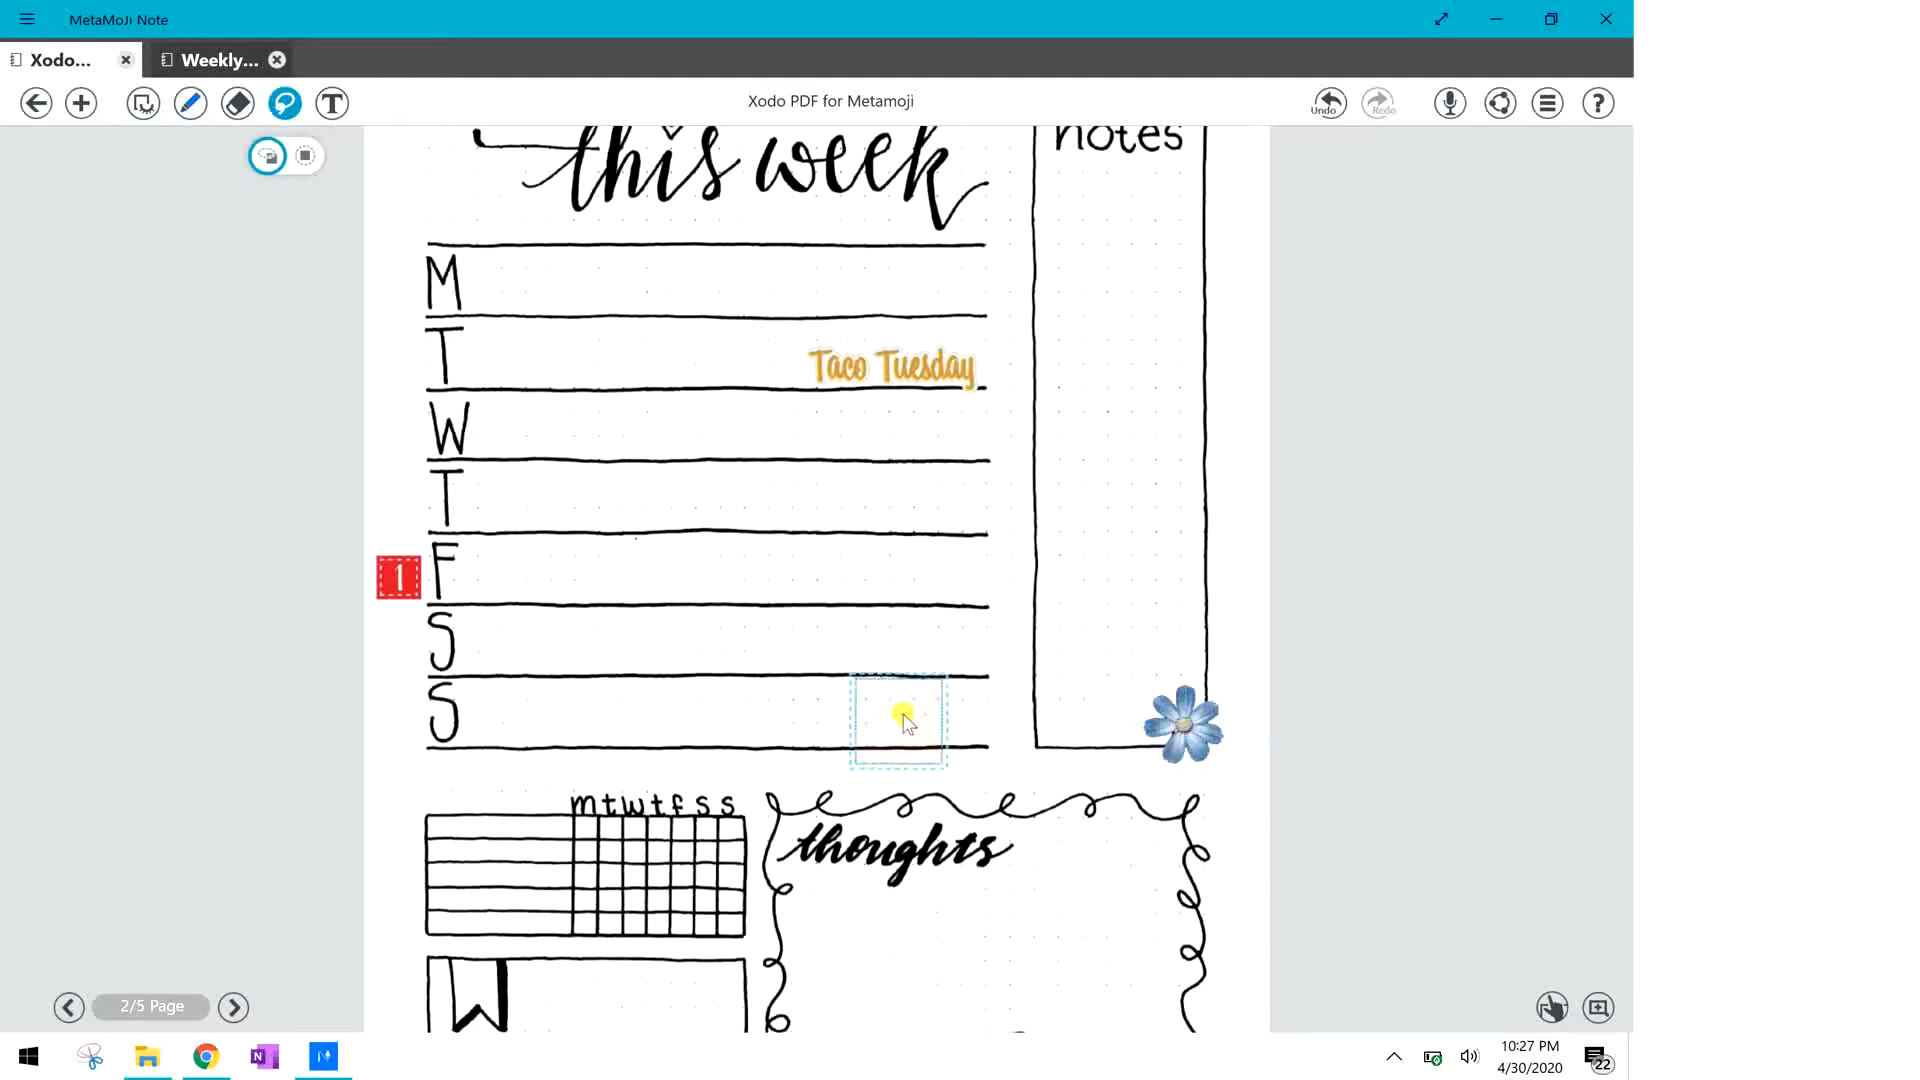 MetaMoJi Note
Xodo...
Weekly...
Xodo PDF for Metamoji
Undo
Redo
?
T
this week
notes
M
T
Taco Tuesday
W
T
1
F
S
S
m t w t f s s
thoughts
W
2/5 Page
N
10:27 PM
4/30/2020
22